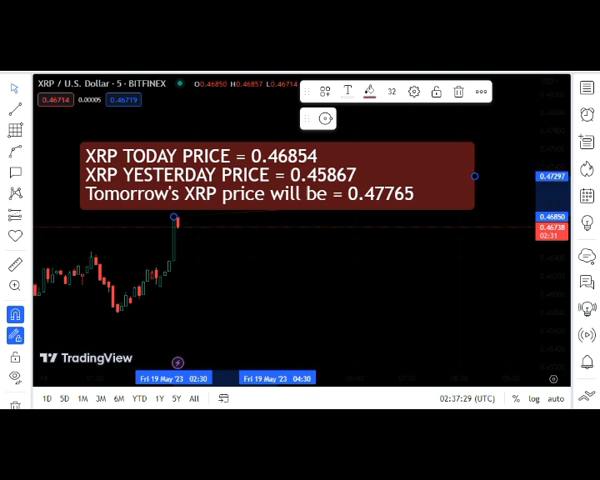 XRP / U.S. Dollar · 5 · BITFINEX
O0.46850 H0.46857 L0.46714
0.46714 0.00005 0.46719
T 32
XRP TODAY PRICE = 0.46854
XRP YESTERDAY PRICE = 0.45867
Tomorrow's XRP price will be = 0.47765
0.47297
0.46850
0.46738
02:31
TradingView
Fri 19 May '23 02:30 Fri 19 May '23 04:30
1D 5D 1M 3M 6M YTD 1Y 5Y All 02:37:29 (UTC) % log auto